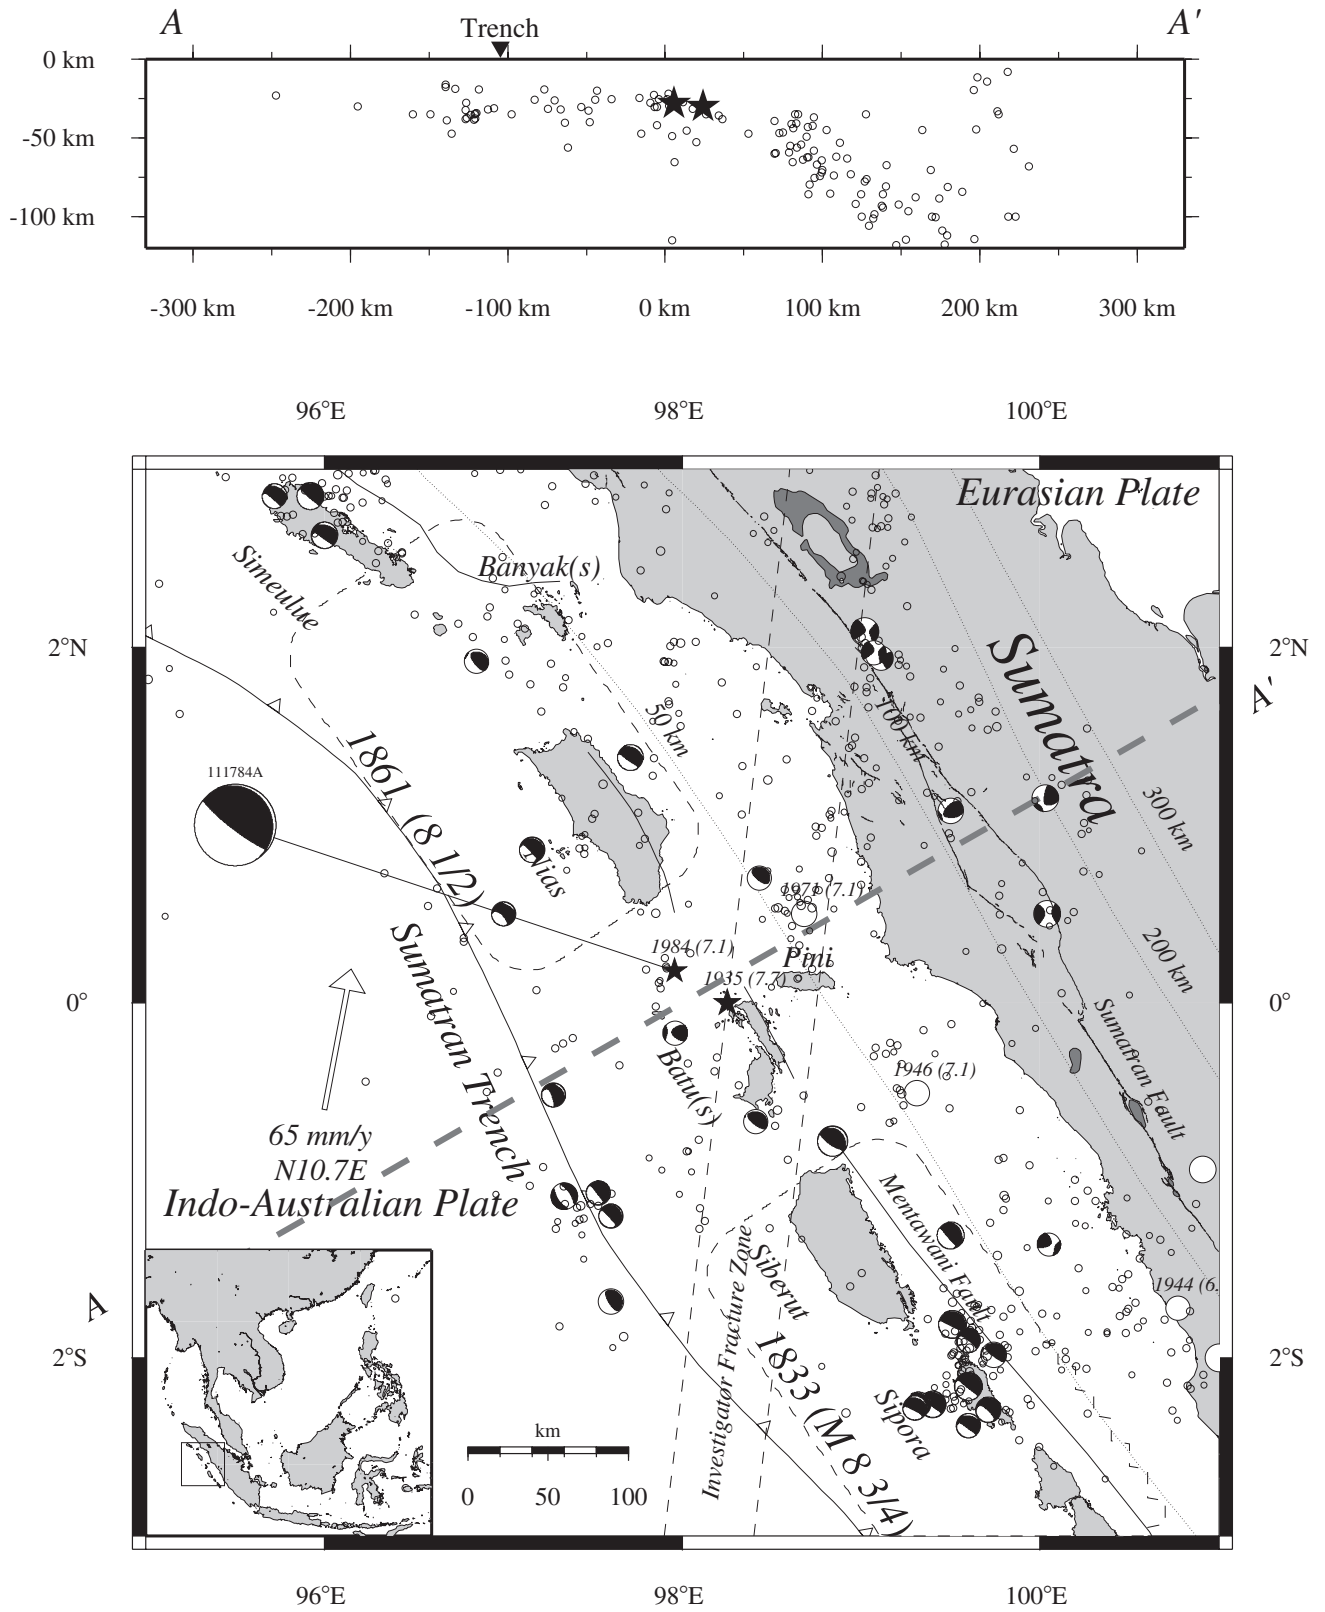 A
Trench
A'
0 km
-50 km
-100 km
-300 km
-200 km
-100 km
0 km
100 km
200 km
300 km
96°E
98°E
100°E
Eurasian Plate
Simeulue
Banyak(s)
2°N
2°N
Sumatra
A'
50 km
100 km
1861 (8 1/2)
111784A
300 km
Nias
1971 (7.1)
200 km
Sumatran Trench
1984 (7.1)
Pini
1935 (7.7)
0°
0°
Sumatran Fault
Batu(s)
1946 (7.1)
65 mm/y
N10.7E
Indo-Australian Plate
Mentawani Fault
Siberut
Investigator Fracture Zone
1944 (6.
A
2°S
2°S
1833 (M 8 3/4)
Sipora
km
0
50
100
96°E
98°E
100°E